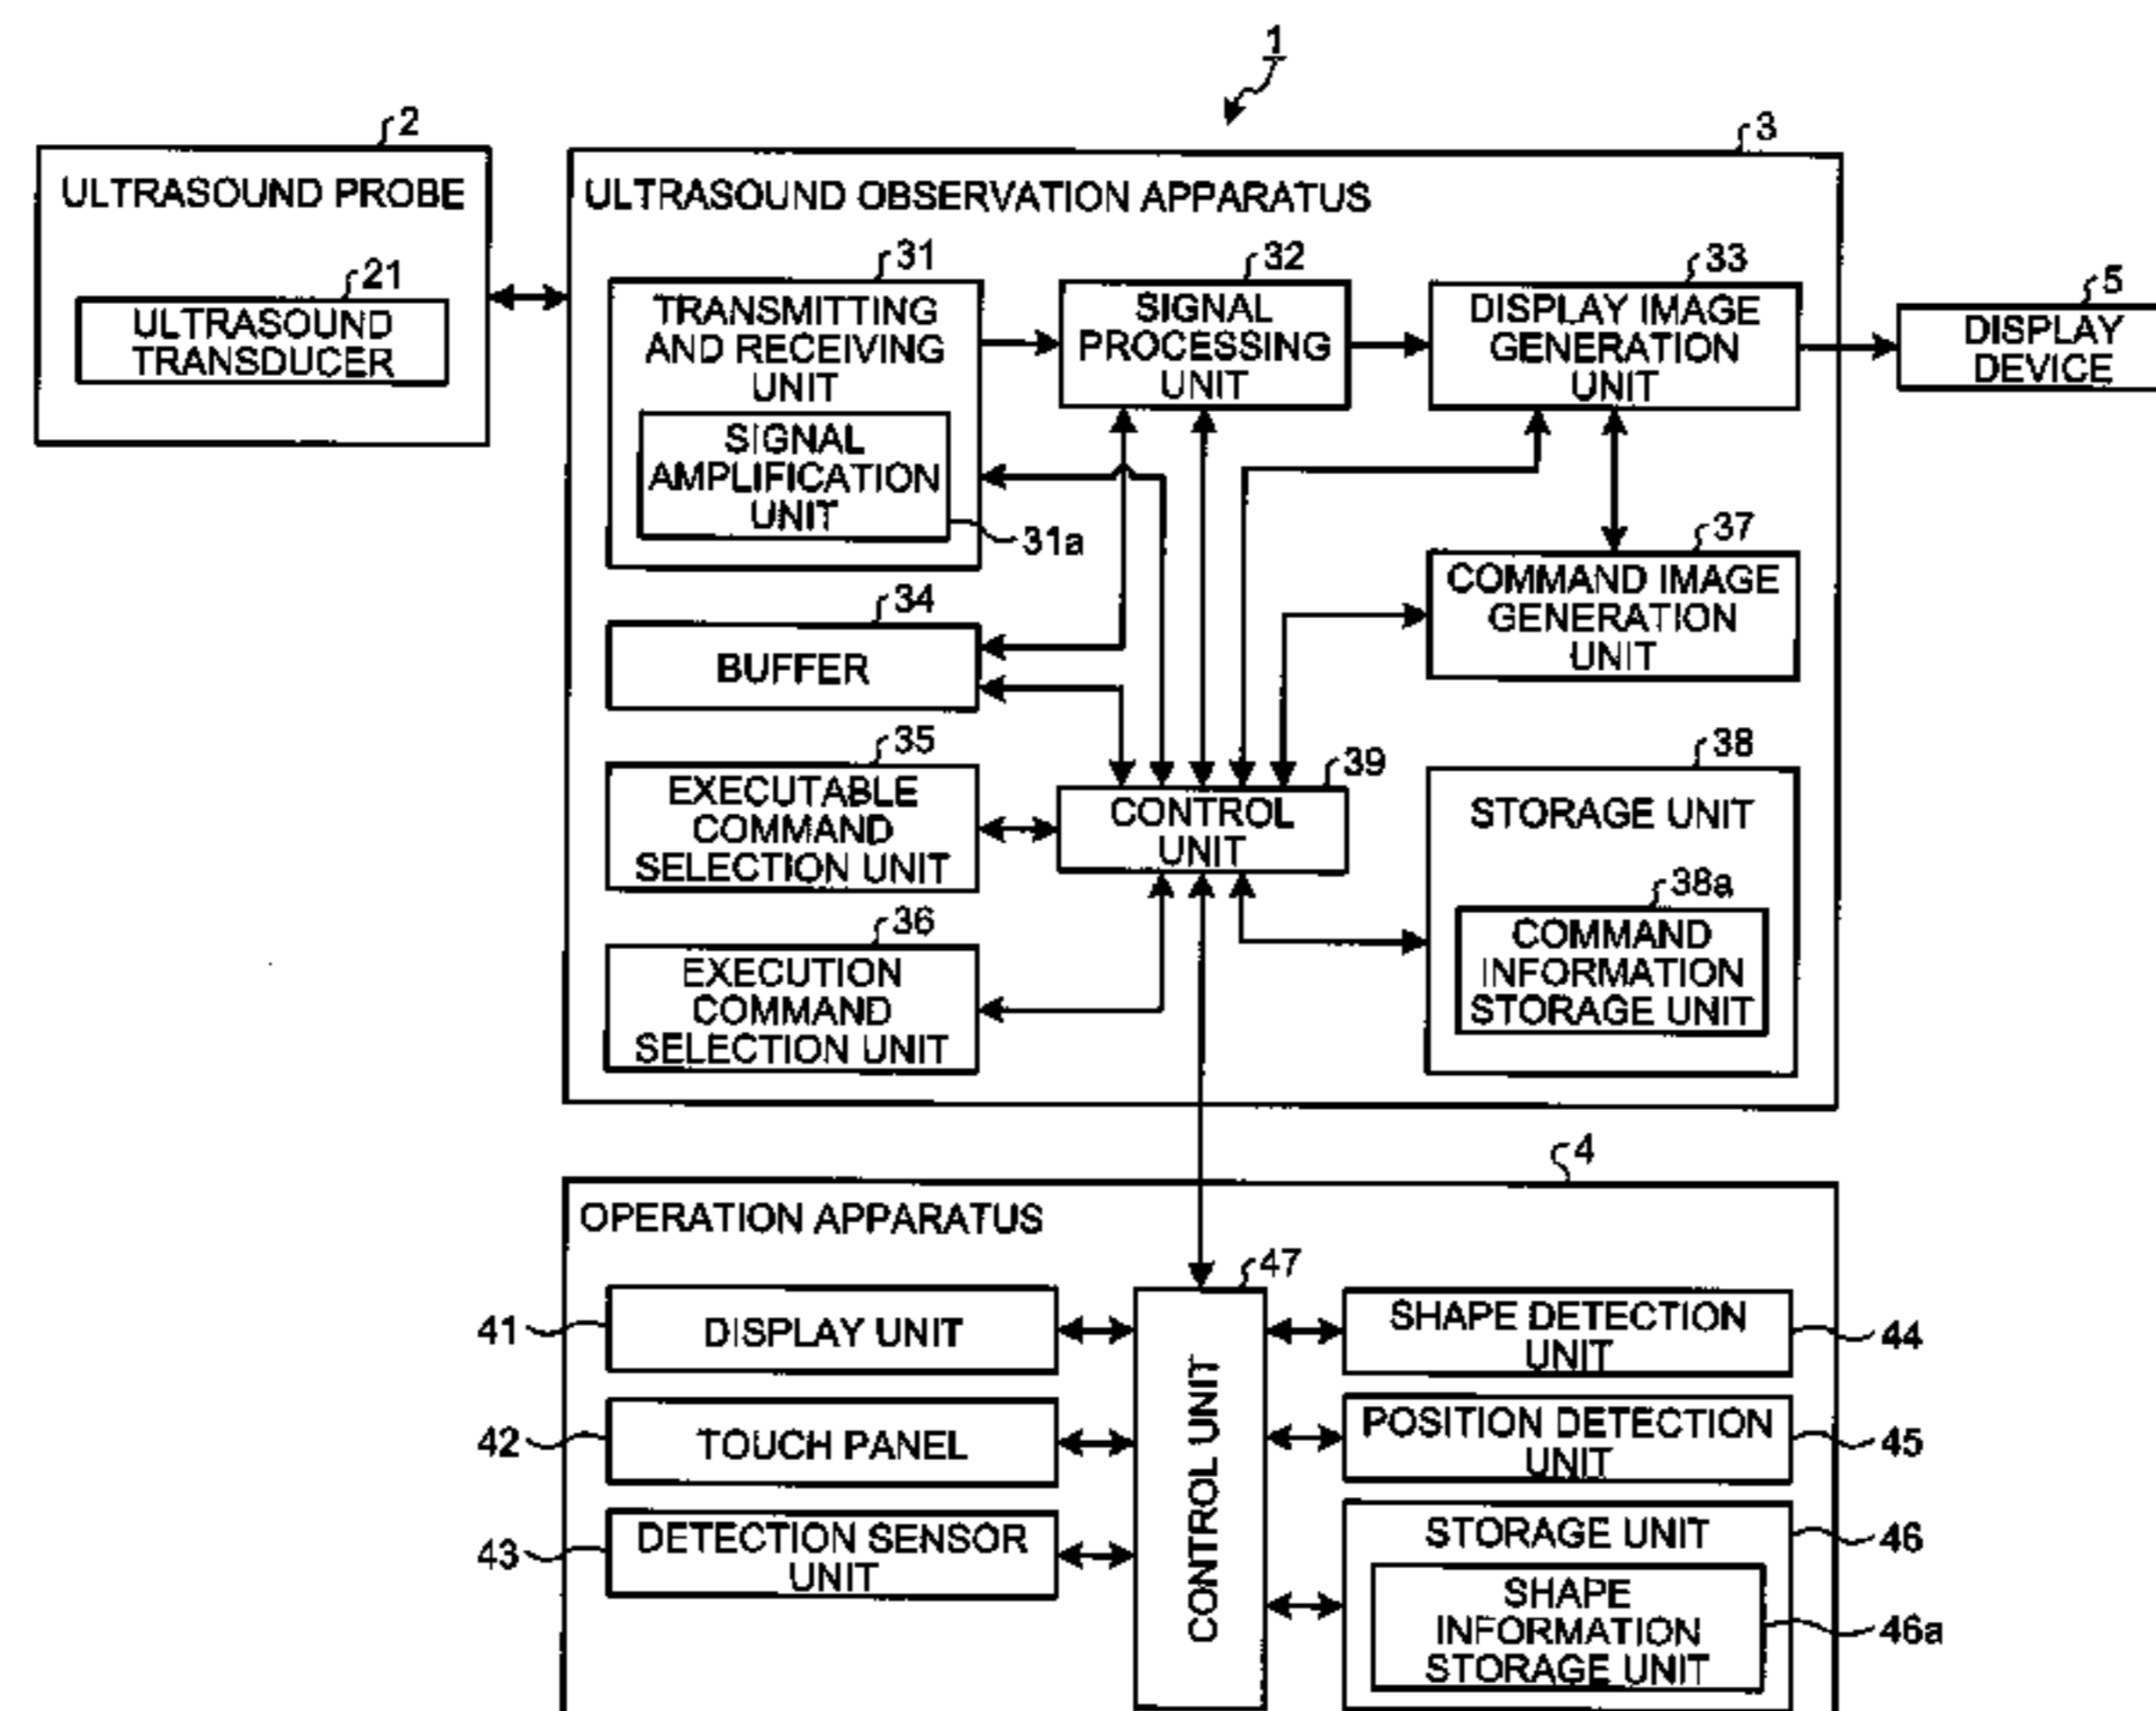 1
2
3
ULTRASOUND PROBE
ULTRASOUND OBSERVATION APPARATUS
21
ULTRASOUND
TRANSDUCER
31
TRANSMITTING
AND RECEIVING
UNIT
SIGNAL
AMPLIFICATION
UNIT
31a
32
SIGNAL
PROCESSING
UNIT
33
DISPLAY IMAGE
GENERATION
UNIT
5
DISPLAY
DEVICE
34
BUFFER
37
COMMAND IMAGE
GENERATION
UNIT
35
EXECUTABLE
COMMAND
SELECTION UNIT
39
CONTROL
UNIT
38
STORAGE UNIT
38a
COMMAND
INFORMATION
STORAGE UNIT
36
EXECUTION
COMMAND
SELECTION UNIT
4
OPERATION APPARATUS
47
CONTROL UNIT
41
DISPLAY UNIT
42
TOUCH PANEL
43
DETECTION SENSOR
UNIT
SHAPE DETECTION
UNIT
44
POSITION DETECTION
UNIT
45
STORAGE UNIT
46
SHAPE
INFORMATION
STORAGE UNIT
46a